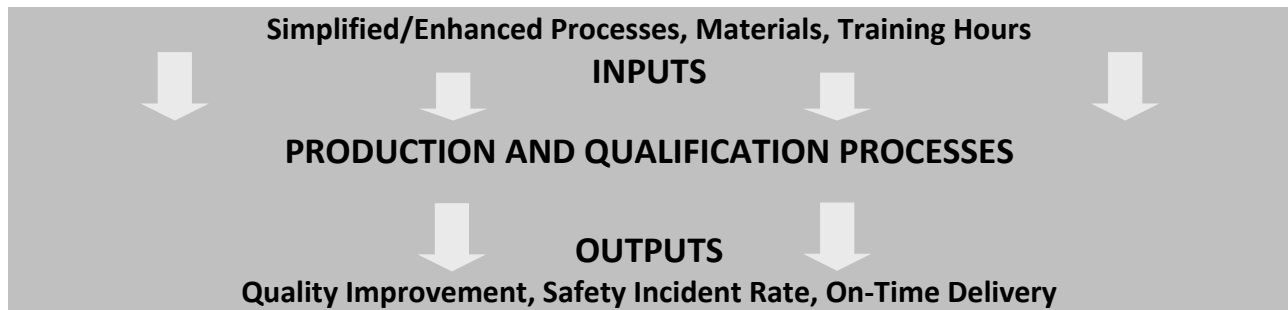 Simplified/Enhanced Processes, Materials, Training Hours
INPUTS
PRODUCTION AND QUALIFICATION PROCESSES
OUTPUTS
Quality Improvement, Safety Incident Rate, On-Time Delivery